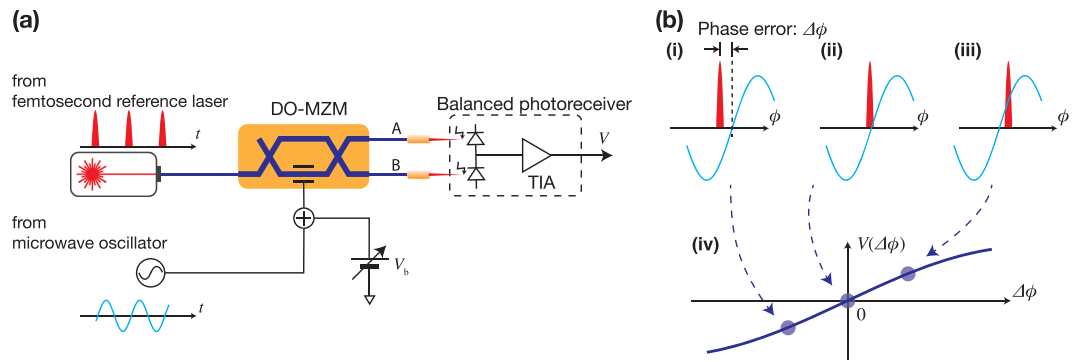 (a)
from
femtosecond reference laser
t
DO-MZM
A
B
Balanced photoreceiver
V
TIA
from
microwave oscillator
V_b
t
(b)
Phase error: Δϕ
(i)
(ii)
(iii)
ϕ
ϕ
ϕ
(iv)
V(Δϕ)
0
Δϕ